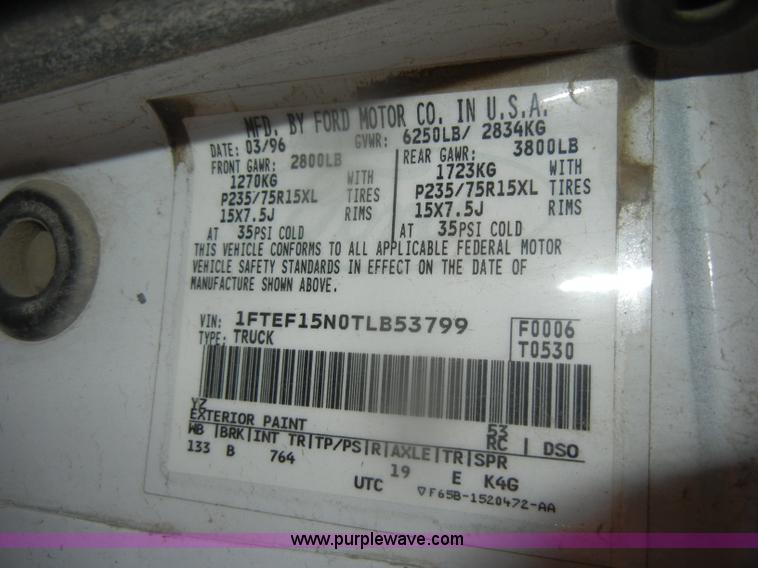 MFD. BY FORD MOTOR CO. IN U.S.A.
DATE: 03/96 GVWR: 6250LB/ 2834KG
FRONT GAWR: 2800LB REAR GAWR: 3800LB
1270KG WITH 1723KG WITH
P235/75R15XL TIRES P235/75R15XL TIRES
15X7.5J RIMS 15X7.5J RIMS
AT 35PSI COLD AT 35PSI COLD
THIS VEHICLE CONFORMS TO ALL APPLICABLE FEDERAL MOTOR
VEHICLE SAFETY STANDARDS IN EFFECT ON THE DATE OF
MANUFACTURE SHOWN ABOVE.
VIN: 1FTEF15N0TLB53799 F0006
TYPE: TRUCK T0530
YZ
EXTERIOR PAINT 53 RC DSO
WB BRK INT TR TP/PS R AXLE TR SPR
133 B 764 19 E K4G
UTC
▽F65B-1520472-AA
www.purplewave.com